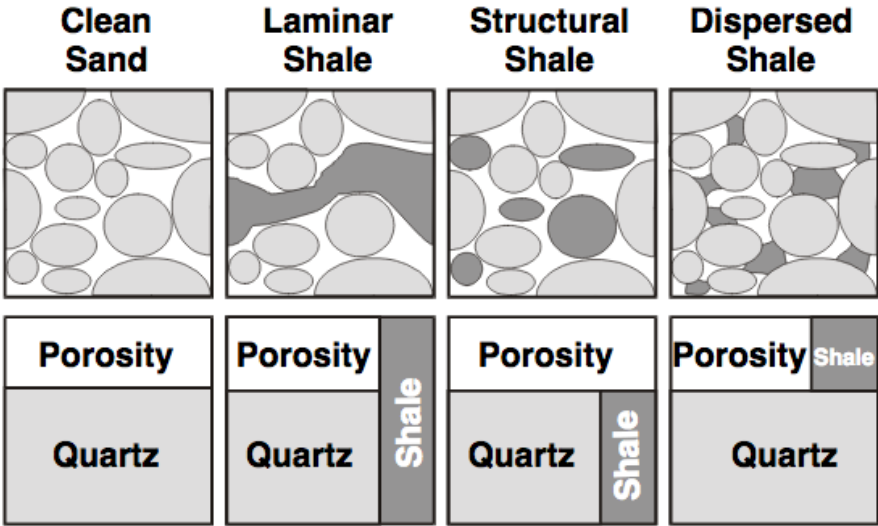 Clean
Sand
Laminar
Shale
Structural
Shale
Dispersed
Shale
Porosity
Quartz
Porosity
Quartz
Shale
Porosity
Quartz
Shale
Porosity
Shale
Quartz